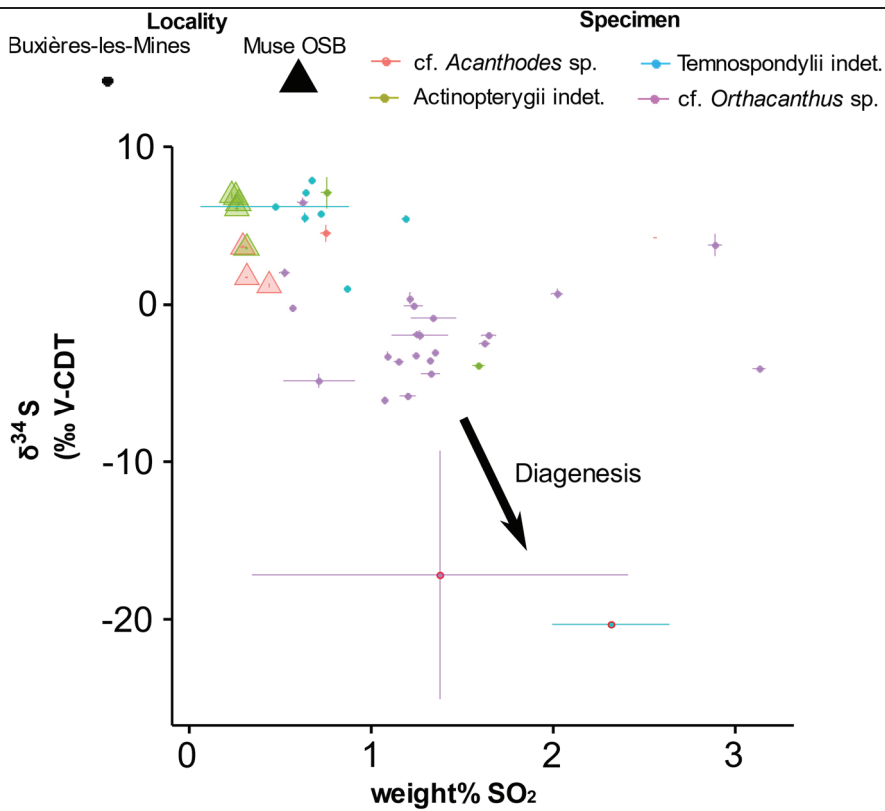 Locality
Specimen
Buxières-les-Mines
Muse OSB
cf. Acanthodes sp.
Temnospondylii indet.
Actinopterygii indet.
cf. Orthacanthus sp.
10
0
-10
-20
δ³⁴S
(‰ V-CDT)
Diagenesis
0 1 2 3
weight% SO₂